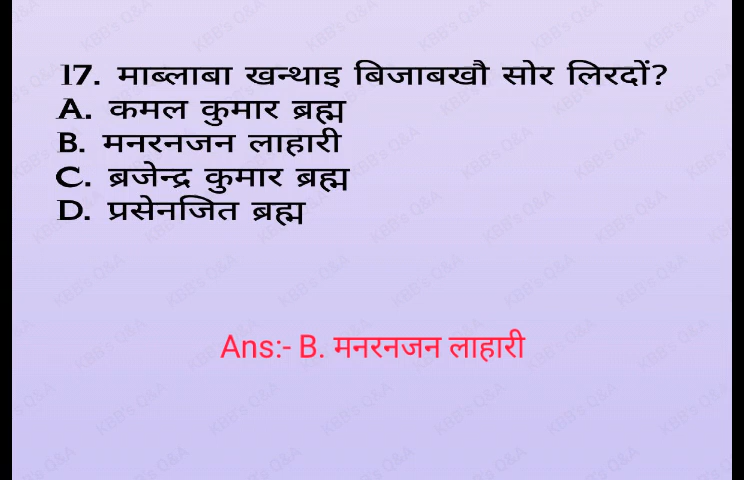 17. माब्लाबा खन्थाइ बिजाबखौ सोर लिरदों?
A. कमल कुमार ब्रह्म
B. मनरनजन लाहारी
C. ब्रजेन्द्र कुमार ब्रह्म
D. प्रसेनजित ब्रह्म
Ans:- B. मनरनजन लाहारी